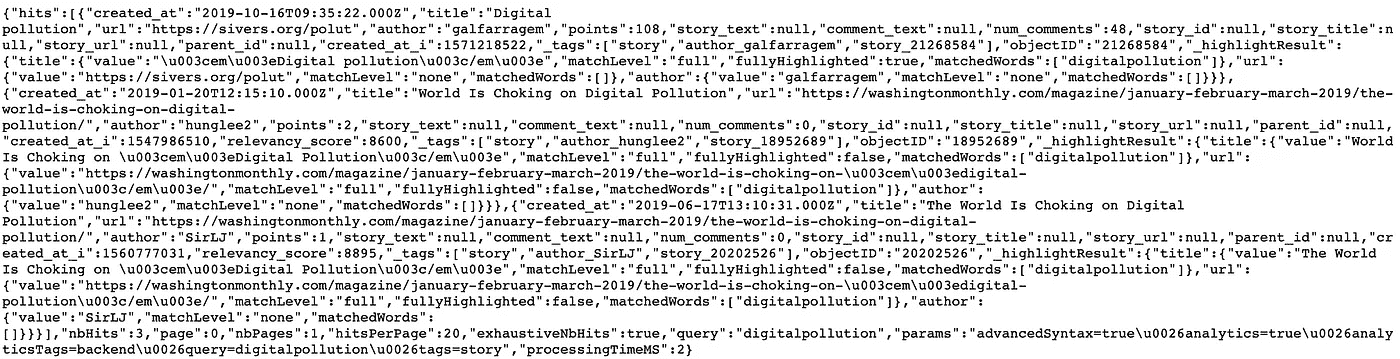 {"hits":[{"created_at":"2019-10-16T09:35:22.000Z","title":"Digital
pollution","url":"https://sivers.org/polut","author":"galfarragem","points":108,"story_text":null,"comment_text":null,"num_comments":48,"story_id":null,"story_title":n
ull,"story_url":null,"parent_id":null,"created_at_i":1571218522,"_tags":["story","author_galfarragem","story_21268584"],"objectID":"21268584","_highlightResult":
{"title":{"value":"\u003cem\u003eDigital pollution\u003c/em\u003e","matchLevel":"full","fullyHighlighted":true,"matchedWords":["digitalpollution"]},"url":
{"value":"https://sivers.org/polut","matchLevel":"none","matchedWords":[]},"author":{"value":"galfarragem","matchLevel":"none","matchedWords":[]}}},
{"created_at":"2019-01-20T12:15:10.000Z","title":"World Is Choking on Digital Pollution","url":"https://washingtonmonthly.com/magazine/january-february-march-2019/the-
world-is-choking-on-digital-
pollution/","author":"hunglee2","points":2,"story_text":null,"comment_text":null,"num_comments":0,"story_id":null,"story_title":null,"story_url":null,"parent_id":null,
"created_at_i":1547986510,"relevancy_score":8600,"_tags":["story","author_hunglee2","story_18952689"],"objectID":"18952689","_highlightResult":{"title":{"value":"World
Is Choking on \u003cem\u003eDigital Pollution\u003c/em\u003e","matchLevel":"full","fullyHighlighted":false,"matchedWords":["digitalpollution"]},"url":
{"value":"https://washingtonmonthly.com/magazine/january-february-march-2019/the-world-is-choking-on-\u003cem\u003edigital-
pollution\u003c/em\u003e/","matchLevel":"full","fullyHighlighted":false,"matchedWords":["digitalpollution"]},"author":
{"value":"hunglee2","matchLevel":"none","matchedWords":[]}}},{"created_at":"2019-06-17T13:10:31.000Z","title":"The World Is Choking on Digital
Pollution","url":"https://washingtonmonthly.com/magazine/january-february-march-2019/the-world-is-choking-on-digital-
pollution/","author":"SirLJ","points":1,"story_text":null,"comment_text":null,"num_comments":0,"story_id":null,"story_title":null,"story_url":null,"parent_id":null,"cr
eated_at_i":1560777031,"relevancy_score":8895,"_tags":["story","author_SirLJ","story_20202526"],"objectID":"20202526","_highlightResult":{"title":{"value":"The World
Is Choking on \u003cem\u003eDigital Pollution\u003c/em\u003e","matchLevel":"full","fullyHighlighted":false,"matchedWords":["digitalpollution"]},"url":
{"value":"https://washingtonmonthly.com/magazine/january-february-march-2019/the-world-is-choking-on-\u003cem\u003edigital-
pollution\u003c/em\u003e/","matchLevel":"full","fullyHighlighted":false,"matchedWords":["digitalpollution"]},"author":
{"value":"SirLJ","matchLevel":"none","matchedWords":
[]}}}],"nbHits":3,"page":0,"nbPages":1,"hitsPerPage":20,"exhaustiveNbHits":true,"query":"digitalpollution","params":"advancedSyntax=true\u0026analytics=true\u0026analy
ticsTags=backend\u0026query=digitalpollution\u0026tags=story","processingTimeMS":2}